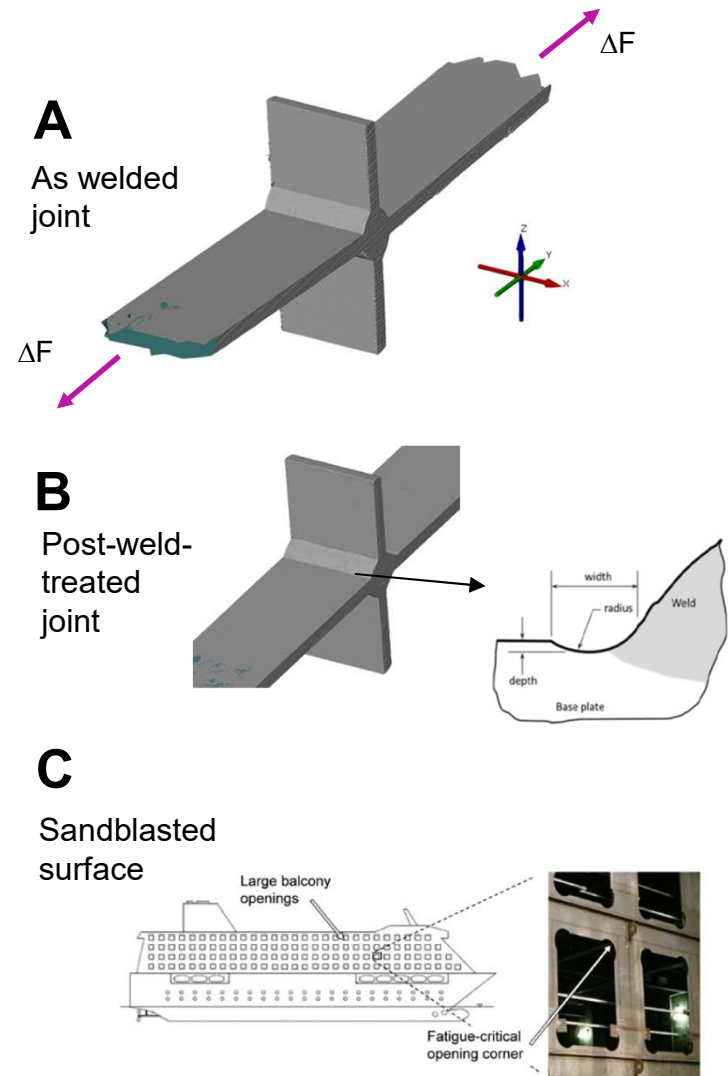 ΔF
A
As welded
joint
Z
Y
X
ΔF
B
Post-weld-
treated
joint
width
radius
Weld
depth
Base plate
C
Sandblasted
surface
Large balcony
openings
Fatigue-critical
opening corner